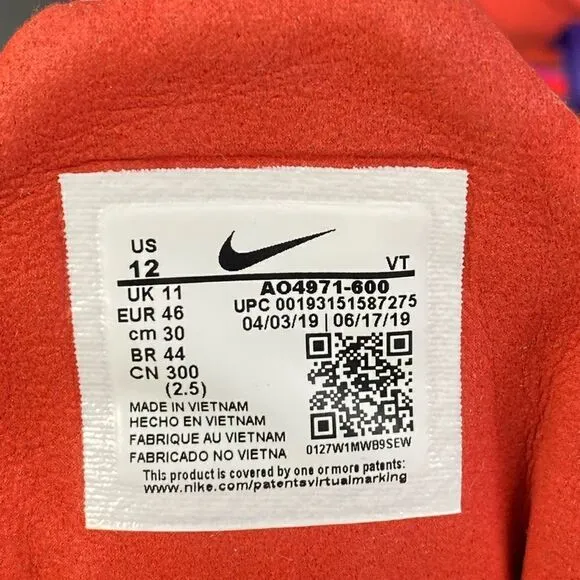 US
12
VT
UK 11
AO4971-600
EUR 46
UPC 00193151587275
cm 30
04/03/19 | 06/17/19
BR 44
CN 300
(2.5)
MADE IN VIETNAM
HECHO EN VIETNAM
FABRIQUE AU VIETNAM
FABRICADO NO VIETNA
0127W1MWB9SEW
This product is covered by one or more patents:
www.nike.com/patentsvirtualmarking